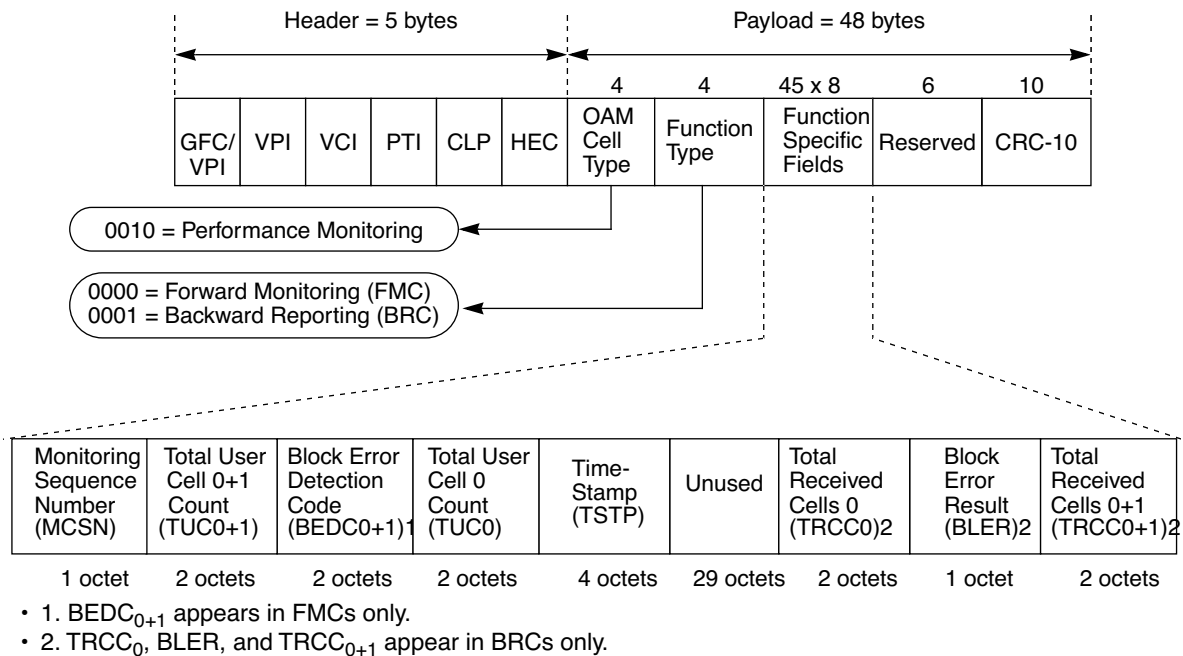 Header = 5 bytes
Payload = 48 bytes
4
4
45 x 8
6
10
GFC/
VPI
VPI
VCI
PTI
CLP
HEC
OAM
Cell
Type
Function
Type
Function
Specific
Fields
Reserved
CRC-10
0010 = Performance Monitoring
0000 = Forward Monitoring (FMC)
0001 = Backward Reporting (BRC)
Monitoring
Sequence
Number
(MCSN)
Total User
Cell 0+1
Count
(TUC0+1)
Block Error
Detection
Code
(BEDC0+1)1
Total User
Cell 0
Count
(TUC0)
Time-
Stamp
(TSTP)
Unused
Total
Received
Cells 0
(TRCC0)2
Block
Error
Result
(BLER)2
Total
Received
Cells 0+1
(TRCC0+1)2
1 octet
2 octets
2 octets
2 octets
4 octets
29 octets
2 octets
1 octet
2 octets
• 1. BEDC0+1 appears in FMCs only.
• 2. TRCC0, BLER, and TRCC0+1 appear in BRCs only.